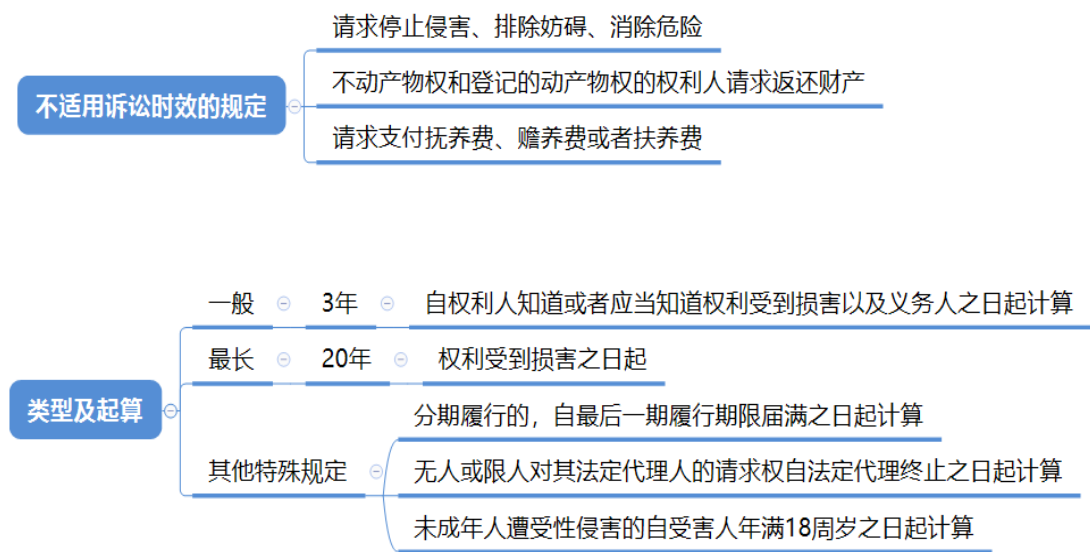 不适用诉讼时效的规定
请求停止侵害、排除妨碍、消除危险
不动产物权和登记的动产物权的权利人请求返还财产
请求支付抚养费、赡养费或者扶养费
类型及起算
一般
3年
自权利人知道或者应当知道权利受到损害以及义务人之日起计算
最长
20年
权利受到损害之日起
其他特殊规定
分期履行的，自最后一期履行期限届满之日起计算
无人或限人对其法定代理人的请求权自法定代理终止之日起计算
未成年人遭受性侵害的自受害人年满18周岁之日起计算